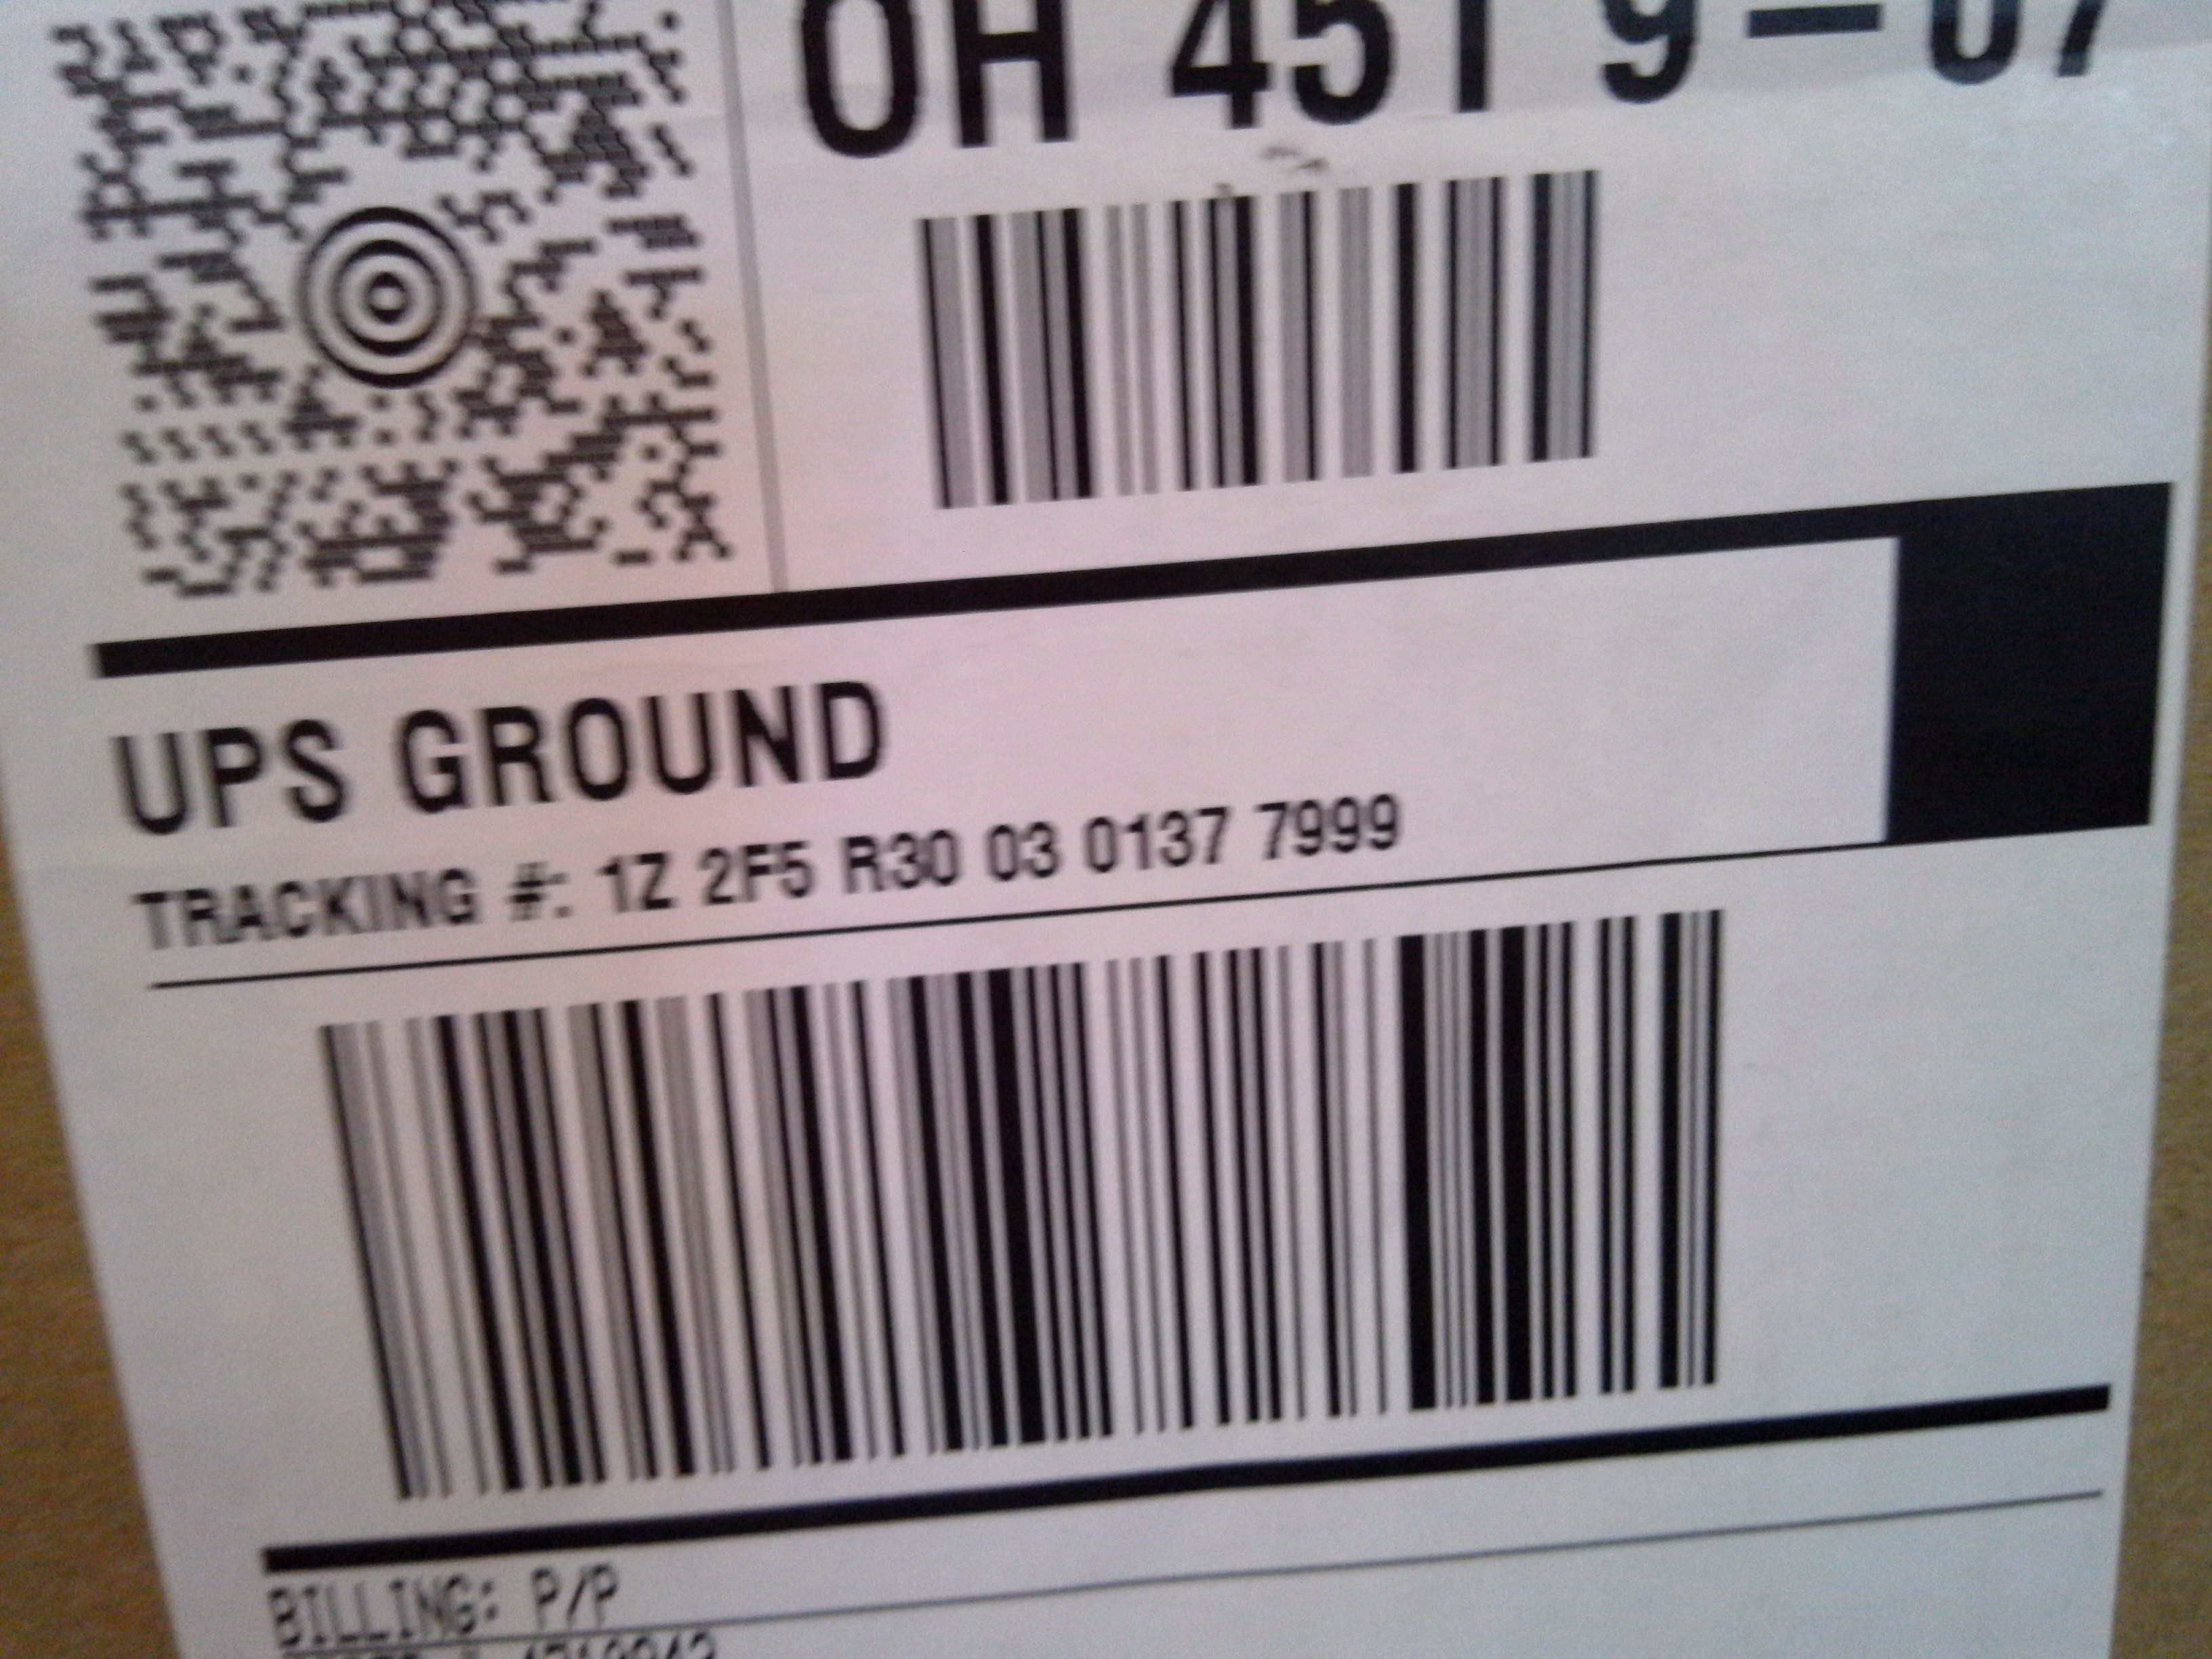 OH 451 9-07
UPS GROUND
TRACKING #: 1Z 2F5 R30 03 0137 7999
BILLING: P/P